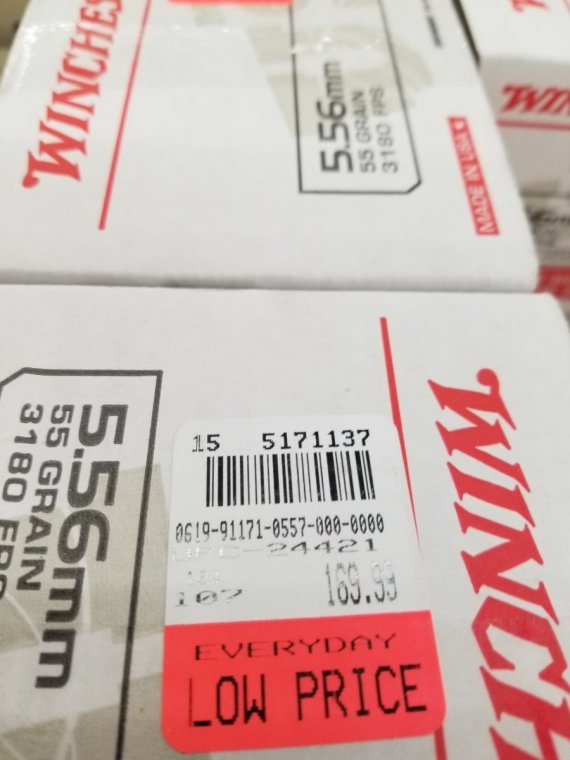 WINCHES
5.56mm
55 GRAIN
3180 FPS
MADE IN USA
WIN
5.56mm
55 GRAIN
3180 FPS
15 5171137
0619-91171-0557-000-0000
24421
107 169.99
EVERYDAY
LOW PRICE
WINCH